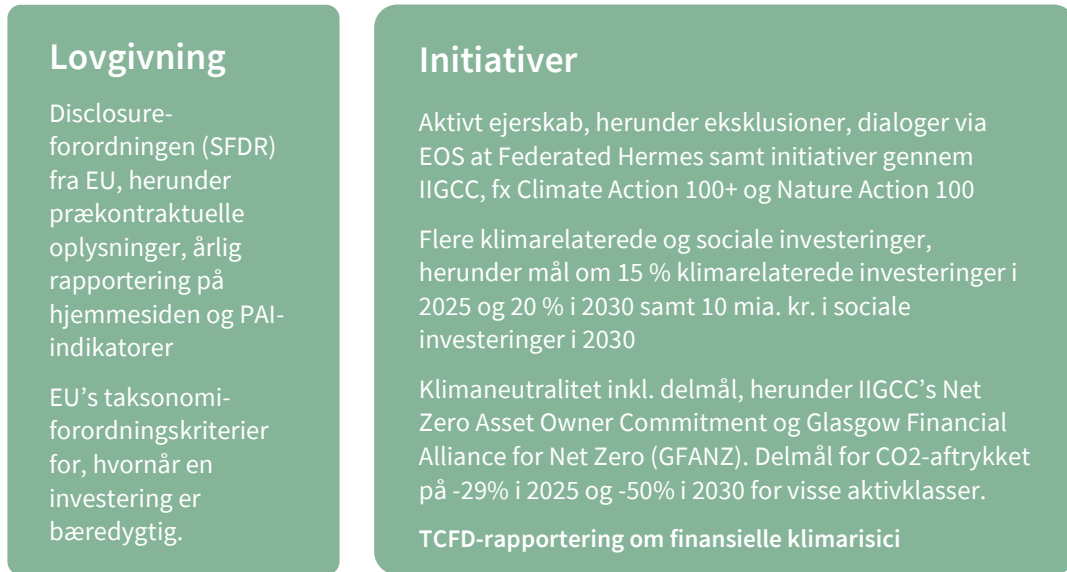 Lovgivning
Disclosure-
forordningen (SFDR)
fra EU, herunder
prækontraktuelle
oplysninger, årlig
rapportering på
hjemmesiden og PAI-
indikatorer
EU’s taksonomi-
forordningskriterier
for, hvornår en
investering er
bæredygtig.
Initiativer
Aktivt ejerskab, herunder eksklusioner, dialoger via
EOS at Federated Hermes samt initiativer gennem
IIGCC, fx Climate Action 100+ og Nature Action 100
Flere klimarelaterede og sociale investeringer,
herunder mål om 15 % klimarelaterede investeringer i
2025 og 20 % i 2030 samt 10 mia. kr. i sociale
investeringer i 2030
Klimaneutralitet inkl. delmål, herunder IIGCC’s Net
Zero Asset Owner Commitment og Glasgow Financial
Alliance for Net Zero (GFANZ). Delmål for CO2-aftrykket
på -29% i 2025 og -50% i 2030 for visse aktivklasser.
TCFD-rapportering om finansielle klimarisici